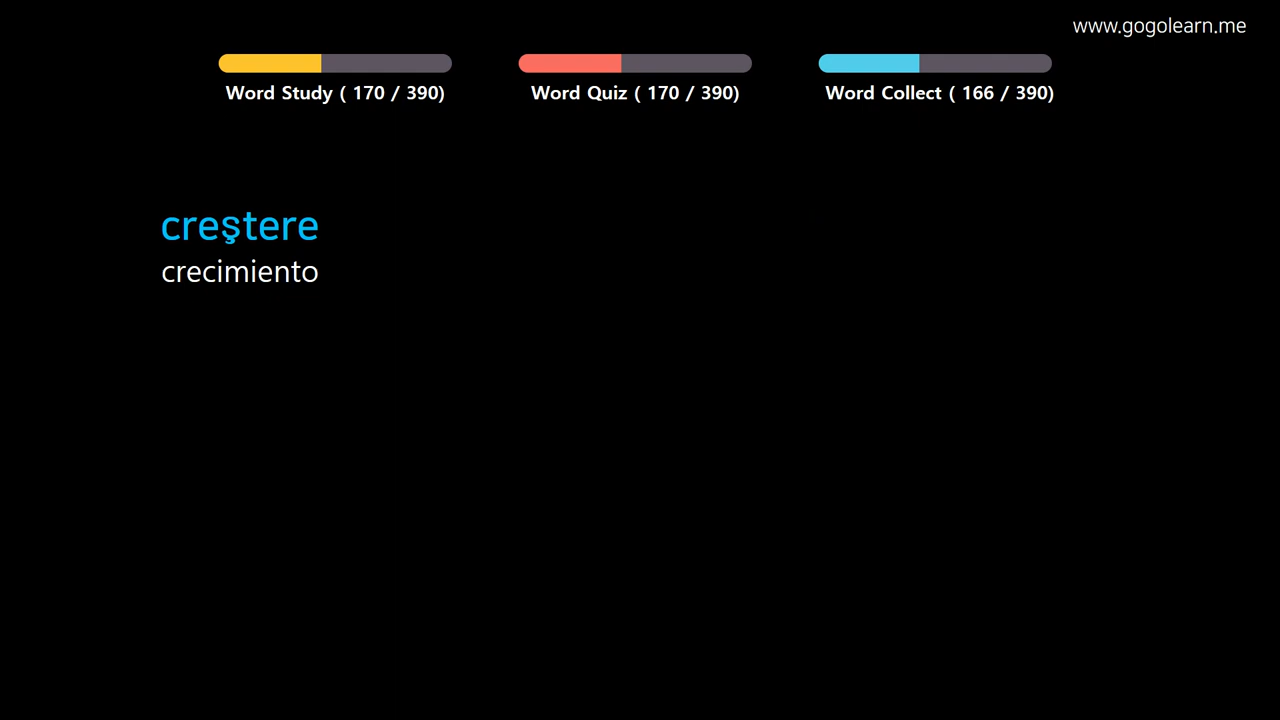 www.gogolearn.me
Word Study ( 170 / 390)
Word Quiz ( 170 / 390)
Word Collect ( 166 / 390)
creştere
crecimiento